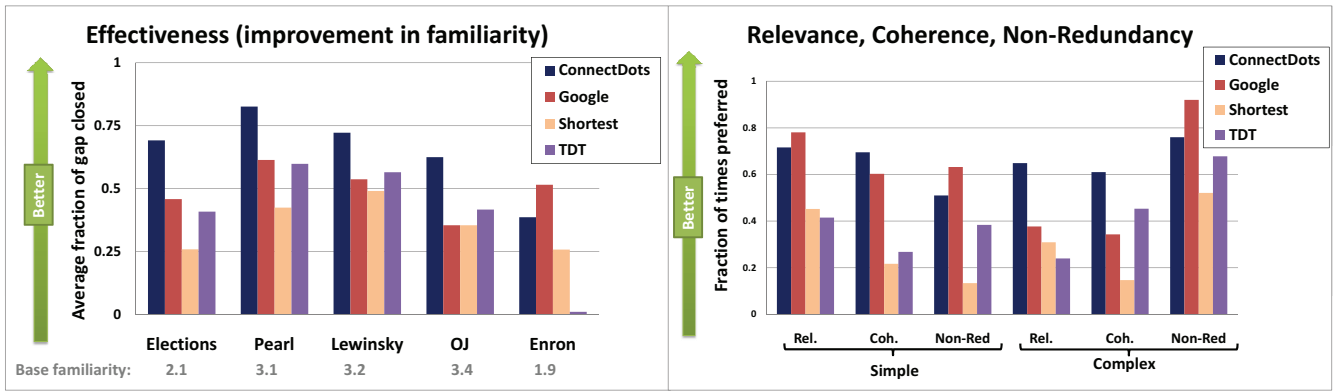 Effectiveness (improvement in familiarity)
Better
Average fraction of gap closed
1
0.75
0.5
0.25
0
ConnectDots
Google
Shortest
TDT
Elections Pearl Lewinsky OJ Enron
Base familiarity: 2.1 3.1 3.2 3.4 1.9
Relevance, Coherence, Non-Redundancy
Better
Fraction of times preferred
1
0.8
0.6
0.4
0.2
0
ConnectDots
Google
Shortest
TDT
Rel. Coh. Non-Red Rel. Coh. Non-Red
Simple Complex